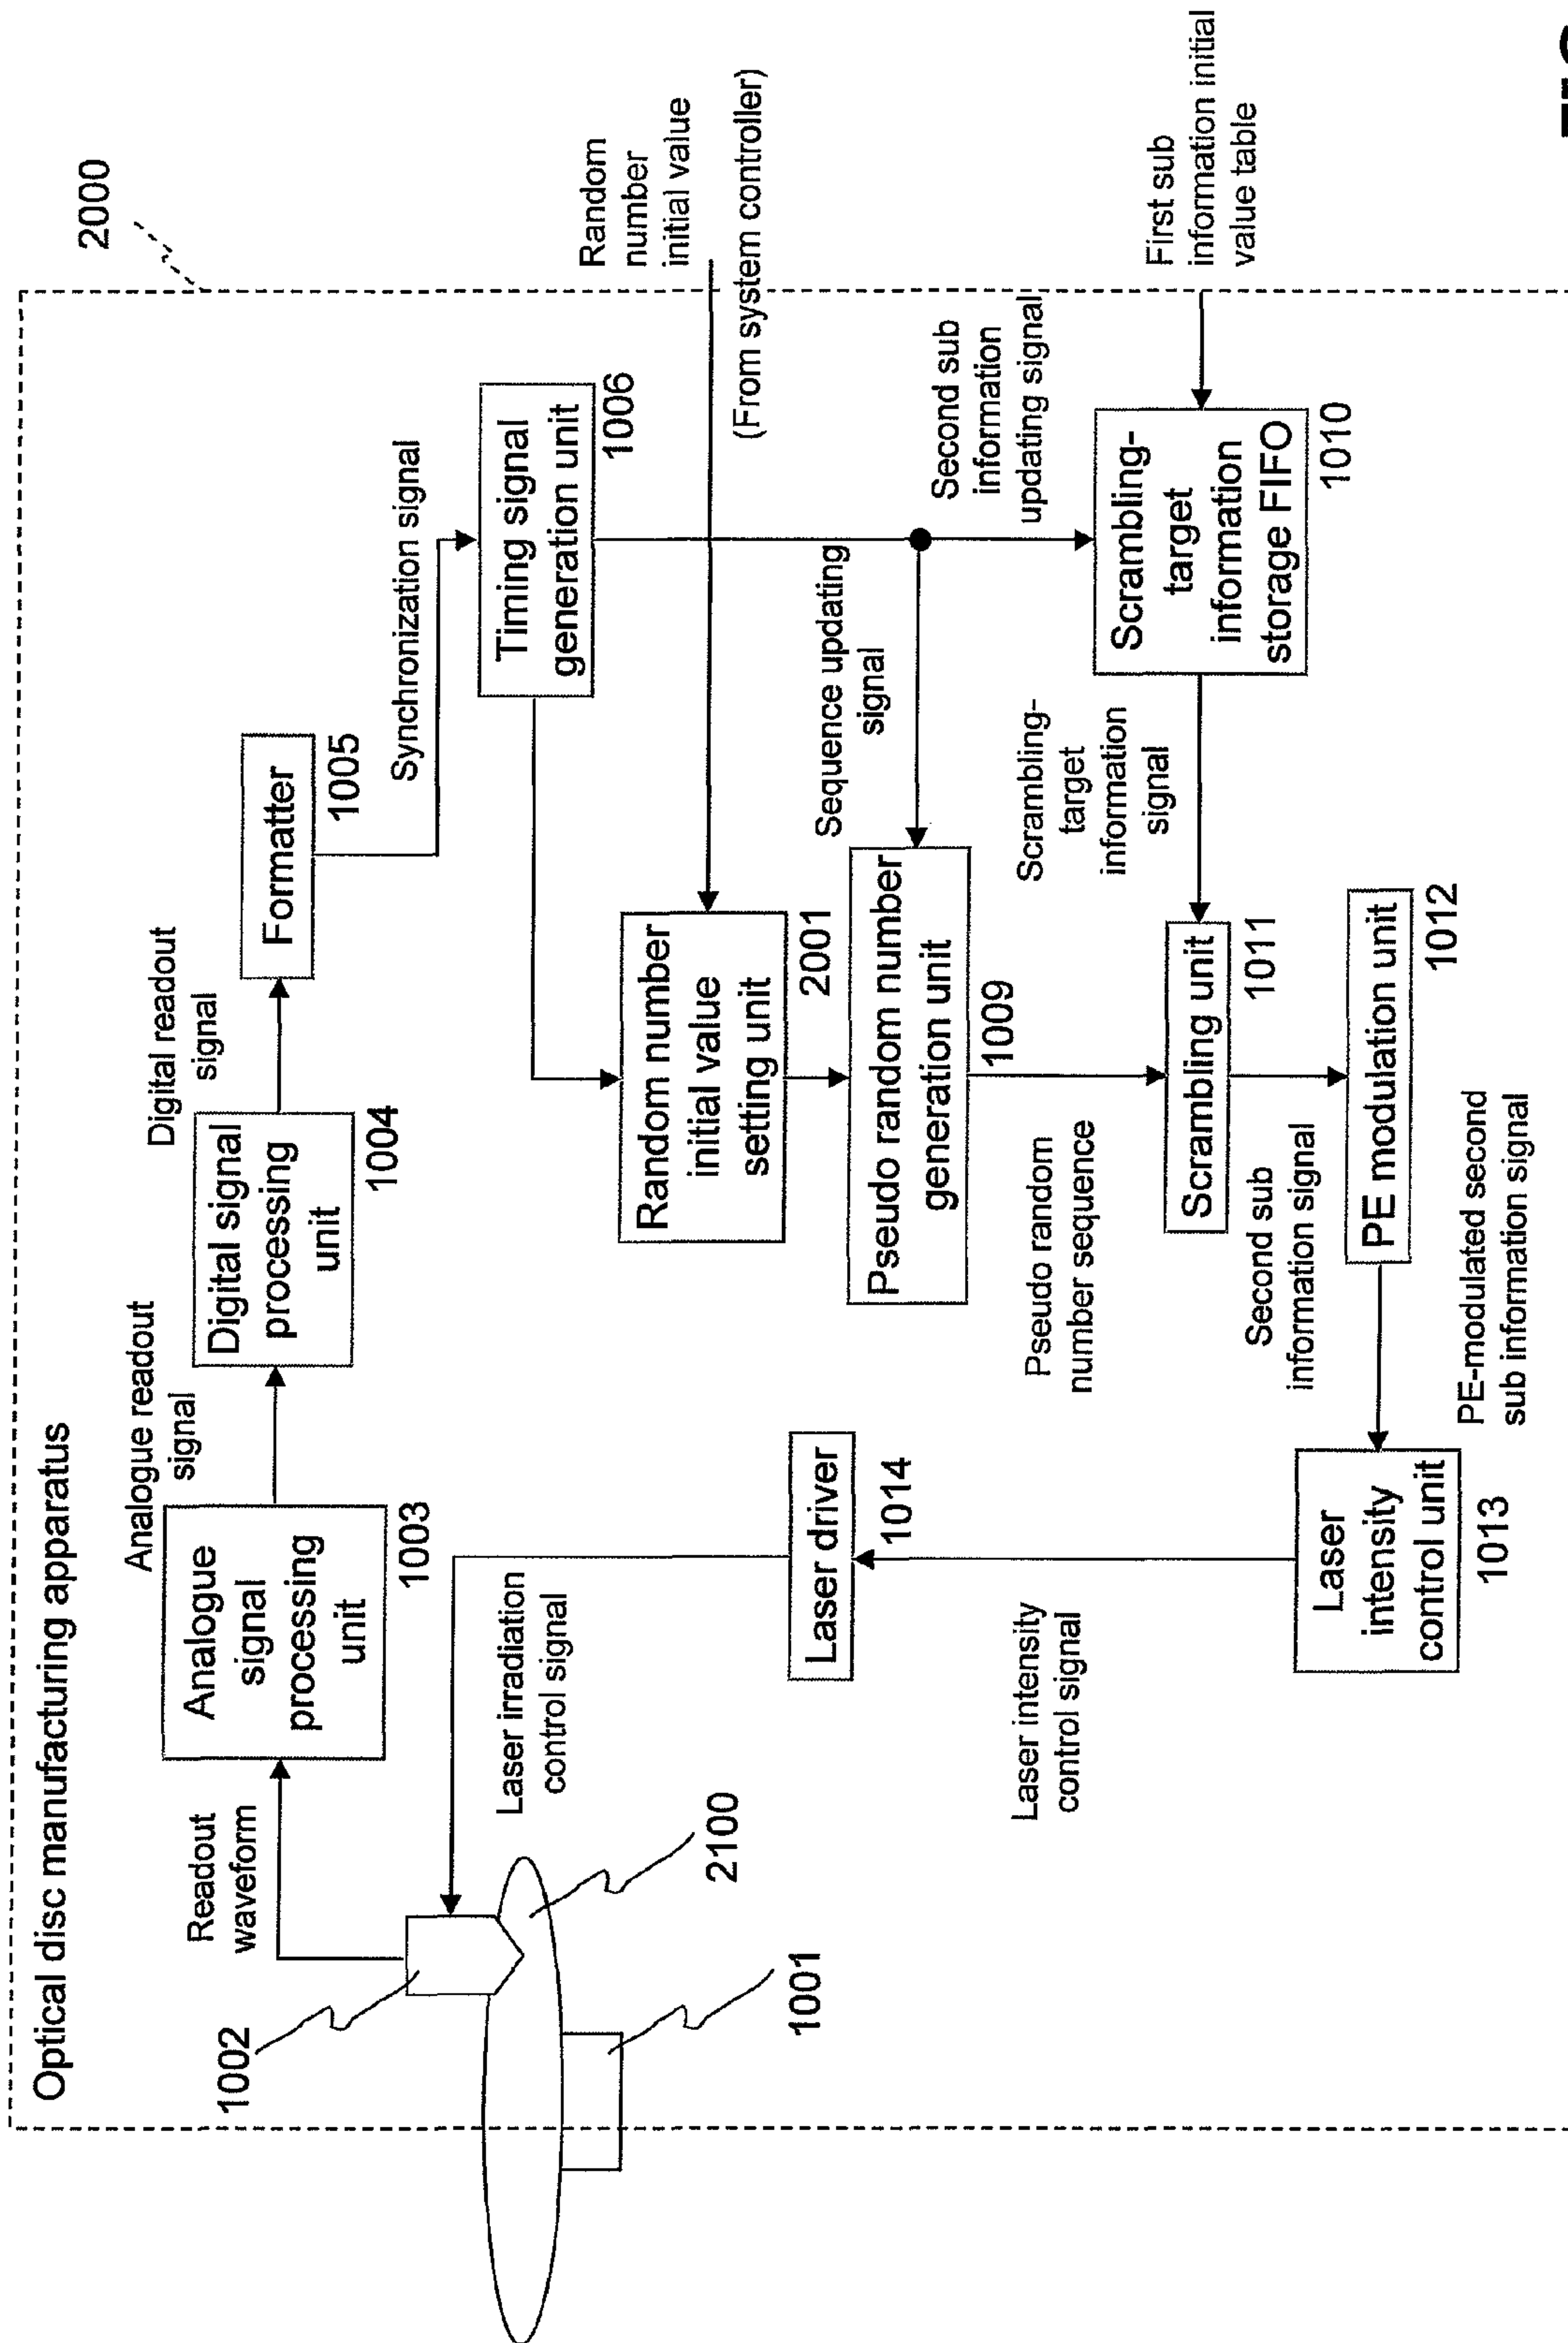 Optical disc manufacturing apparatus
2000
Readout
waveform
Analogue
signal
processing
unit
1003
Analogue readout
signal
Digital signal
processing
unit
1004
Digital readout
signal
Formatter
1005
Synchronization signal
Timing signal
generation unit
1006
Random
number
initial value
(From system controller)
1002
2100
1001
Laser irradiation
control signal
Laser driver
1014
Laser intensity
control signal
Laser
intensity
control unit
1013
Random number
initial value
setting unit
2001
Sequence updating
signal
Pseudo random number
generation unit
1009
Pseudo random
number sequence
Second sub
information
updating signal
First sub
information initial
value table
Scrambling-
target
information
storage FIFO
1010
Scrambling-
target
information
signal
Scrambling unit
1011
Second sub
information signal
PE modulation unit
1012
PE-modulated second
sub information signal